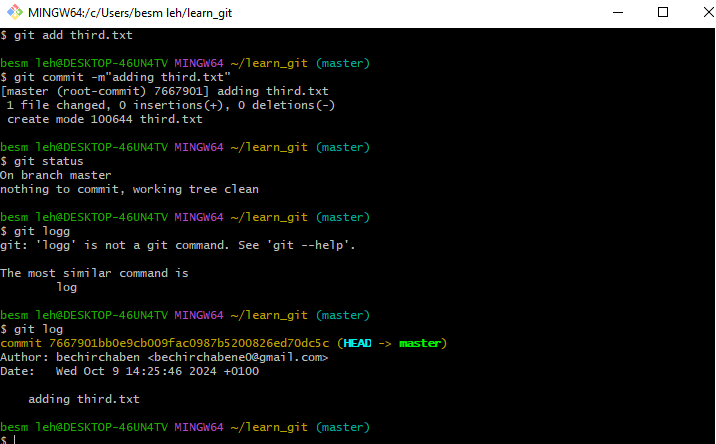 MINGW64:/c/Users/besm leh/learn_git
$ git add third.txt
besm leh@DESKTOP-46UN4TV MINGW64 ~/learn_git (master)
$ git commit -m"adding third.txt"
[master (root-commit) 7667901] adding third.txt
1 file changed, 0 insertions(+), 0 deletions(-)
create mode 100644 third.txt
besm leh@DESKTOP-46UN4TV MINGW64 ~/learn_git (master)
$ git status
On branch master
nothing to commit, working tree clean
besm leh@DESKTOP-46UN4TV MINGW64 ~/learn_git (master)
$ git logg
git: 'logg' is not a git command. See 'git --help'.
The most similar command is
log
besm leh@DESKTOP-46UN4TV MINGW64 ~/learn_git (master)
$ git log
commit 7667901bb0e9cb009fac0987b5200826ed70dc5c (HEAD -> master)
Author: bechirchaben <bechirchabene0@gmail.com>
Date:   Wed Oct 9 14:25:46 2024 +0100
adding third.txt
besm leh@DESKTOP-46UN4TV MINGW64 ~/learn_git (master)
$